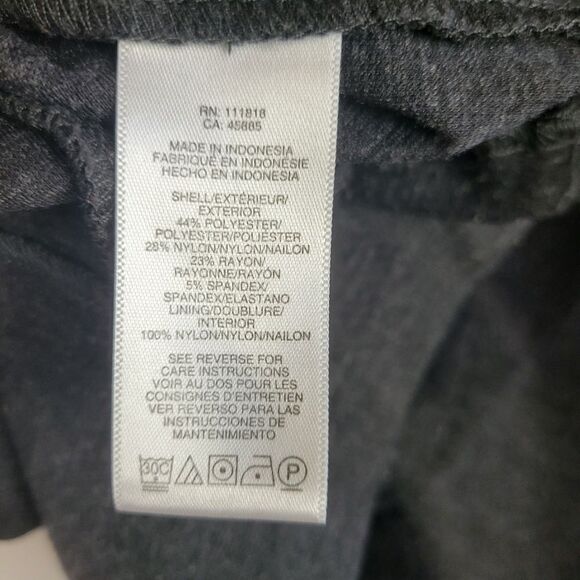 RN: 111818
CA: 45885
MADE IN INDONESIA
FABRIQUÉ EN INDONÉSIE
HECHO EN INDONESIA
SHELL/EXTÉRIEUR/
EXTERIOR
44% POLYESTER/
POLYESTER/POLIÉSTER
28% NYLON/NYLON/NAILON
23% RAYON/
RAYONNE/RAYÓN
5% SPANDEX/
SPANDEX/ELASTANO
LINING/DOUBLURE/
INTERIOR
100% NYLON/NYLON/NAILON
SEE REVERSE FOR
CARE INSTRUCTIONS
VOIR AU DOS POUR LES
CONSIGNES D'ENTRETIEN
VER REVERSO PARA LAS
INSTRUCCIONES DE
MANTENIMIENTO
30C P